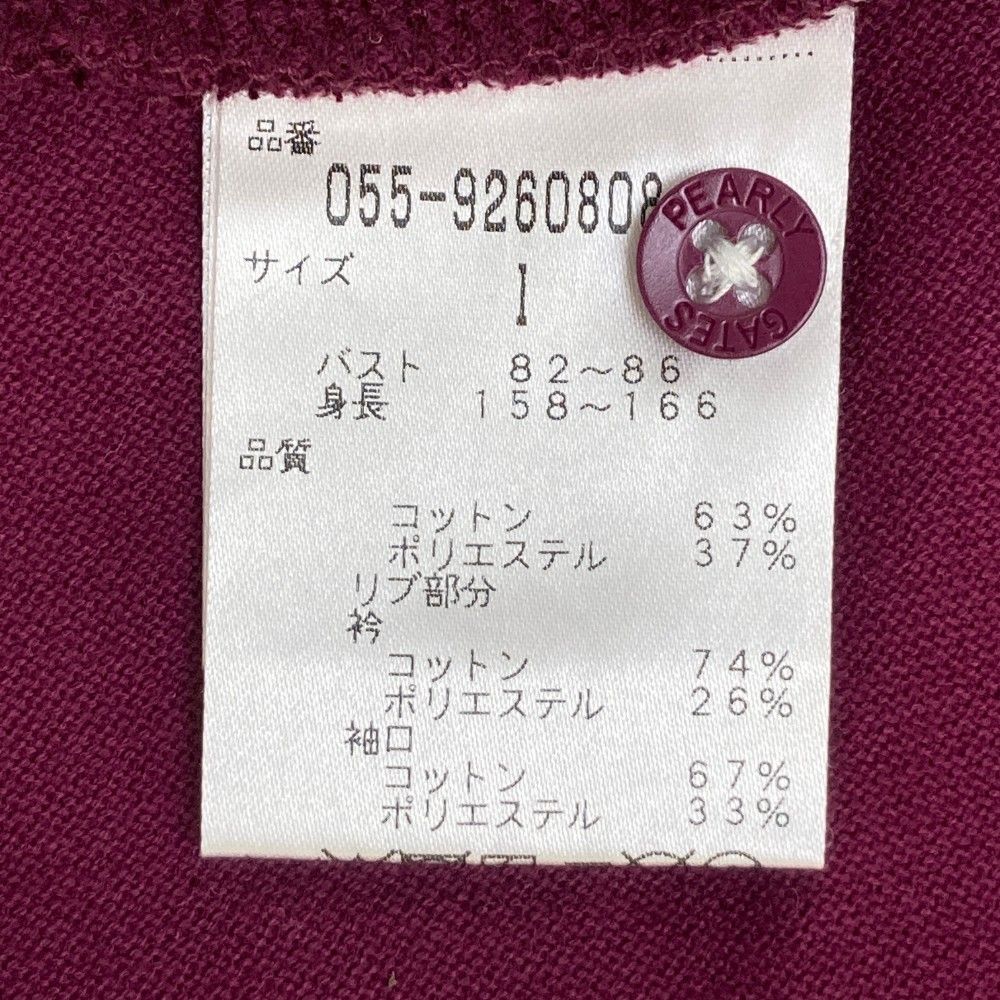 品番
055-9260808
サイズ
1
バスト 82～86
身長 158～166
品質
コットン 63%
ポリエステル 37%
リブ部分
衿
コットン 74%
ポリエステル 26%
袖口
コットン 67%
ポリエステル 33%
PEARLY
GATES